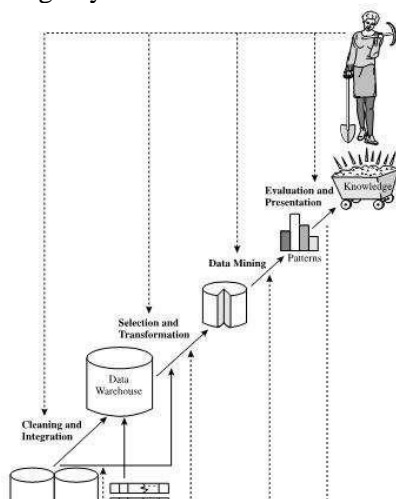 Knowledge
Evaluation and
Presentation
Patterns
Data Mining
Selection and
Transformation
Data
Warehouse
Cleaning and
Integration